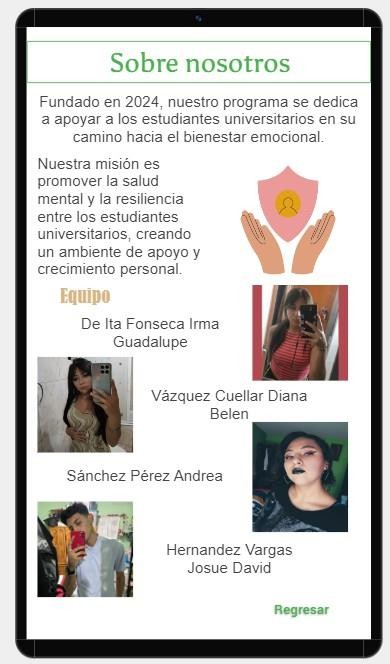 Sobre nosotros
Fundado en 2024, nuestro programa se dedica
a apoyar a los estudiantes universitarios en su
camino hacia el bienestar emocional.
Nuestra misión es
promover la salud
mental y la resiliencia
entre los estudiantes
universitarios, creando
un ambiente de apoyo y
crecimiento personal.
Equipo
De Ita Fonseca Irma
Guadalupe
Vázquez Cuellar Diana
Belen
Sánchez Pérez Andrea
Hernandez Vargas
Josue David
Regresar